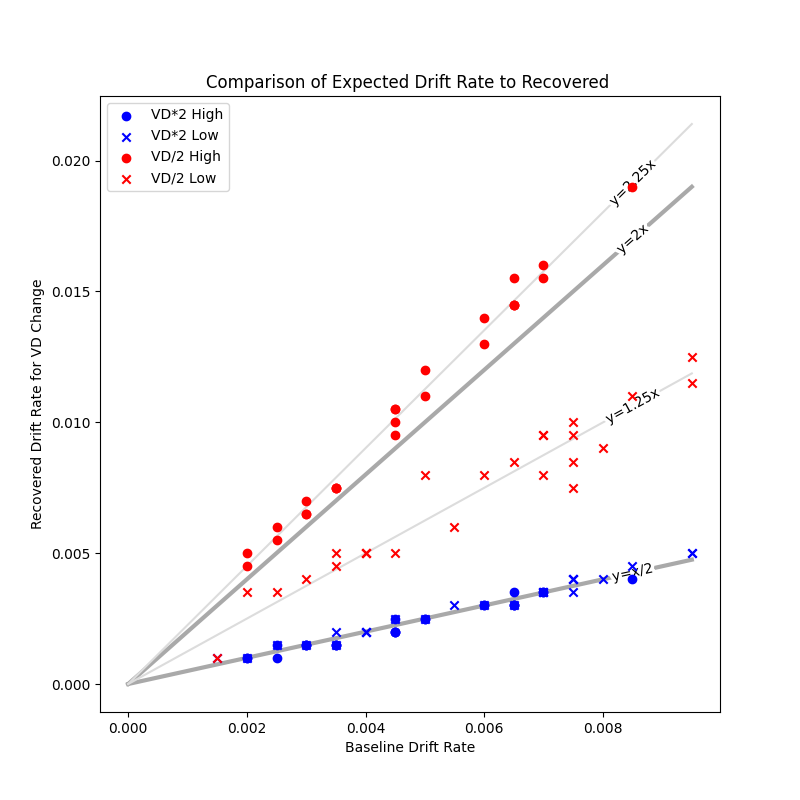 Comparison of Expected Drift Rate to Recovered
VD*2 High
VD*2 Low
VD/2 High
VD/2 Low
y=2.25x
y=2x
y=1.25x
y=x/2
0.020
0.015
0.010
0.005
0.000
Recovered Drift Rate for VD Change
0.000
0.002
0.004
0.006
0.008
Baseline Drift Rate